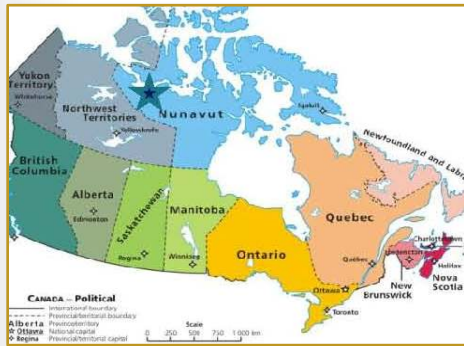 Yukon
Territory
Whitehorse
Northwest
Territories
Yellowknife
Nunavut
Iqaluit
British
Columbia
Alberta
Edmonton
Saskatchewan
Regina
Manitoba
Winnipeg
Ontario
Ottawa
Toronto
Quebec
Québec
Newfoundland and Labra
Charlottetown
Fredericton
Halifax
Nova
Scotia
New
Brunswick
CANADA — Political
International boundary
Provincial/territorial boundary
Alberta Province/territory
Ottawa National capital
Regina Provincial/territorial capital
Scale
0 250 500 750 1 000 km